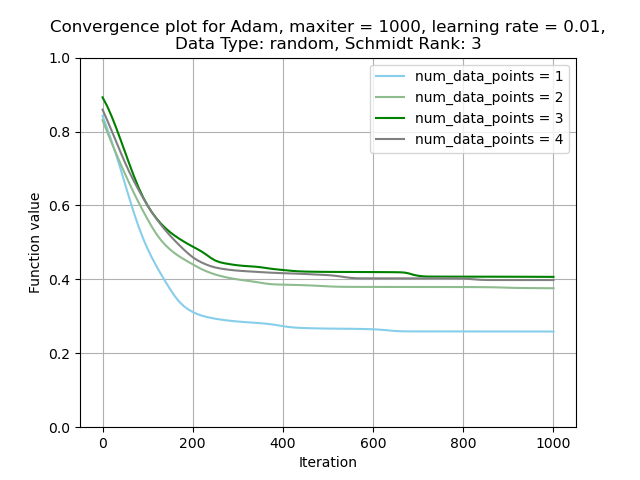 Convergence plot for Adam, maxiter = 1000, learning rate = 0.01,
Data Type: random, Schmidt Rank: 3
num_data_points = 1
num_data_points = 2
num_data_points = 3
num_data_points = 4
Function value
1.0
0.8
0.6
0.4
0.2
0.0
0 200 400 600 800 1000
Iteration